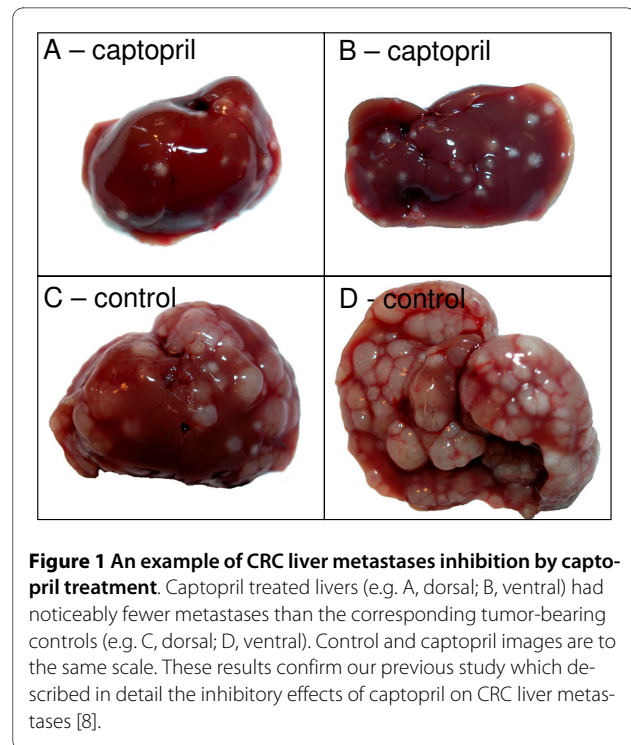 A – captopril
B – captopril
C – control
D - control
Figure 1 An example of CRC liver metastases inhibition by capto-
pril treatment. Captopril treated livers (e.g. A, dorsal; B, ventral) had
noticeably fewer metastases than the corresponding tumor-bearing
controls (e.g. C, dorsal; D, ventral). Control and captopril images are to
the same scale. These results confirm our previous study which de-
scribed in detail the inhibitory effects of captopril on CRC liver metas-
tases [8].